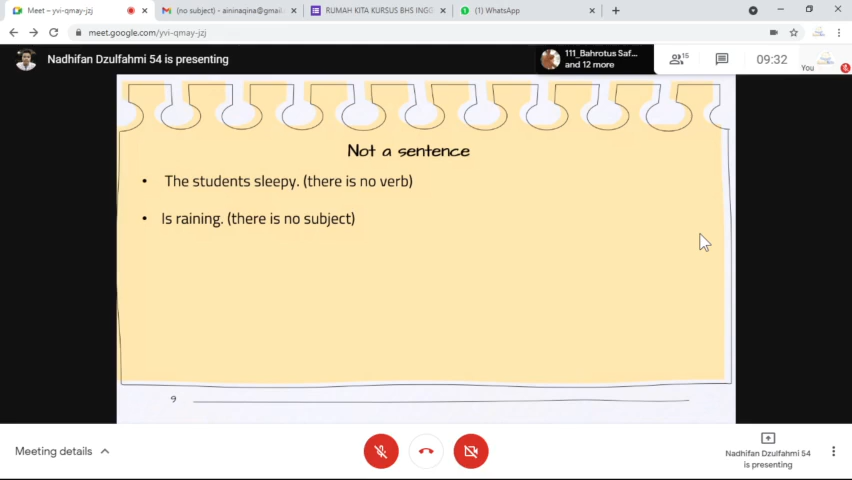 Meet – yvi-qmay-jzj
(no subject) - aininaqina@gmail
RUMAH KITA KURSUS BHS INGG
(1) WhatsApp
meet.google.com/yvi-qmay-jzj
Nadhifan Dzulfahmi 54 is presenting
111_Bahrotus Saf...
and 12 more
15
09:32
You
Not a sentence
• The students sleepy. (there is no verb)
• Is raining. (there is no subject)
9
Meeting details
Nadhifan Dzulfahmi 54
is presenting